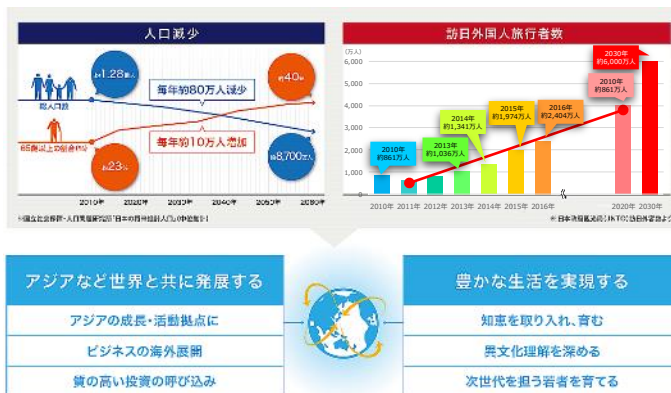 人口減少
約1.28億人
約40%
総人口数
毎年約80万人減少
毎年約10万人増加
65歳以上の割合
約23%
約8,700万人
2010年 2020年 2030年 2040年 2050年 2060年
訪日外国人旅行者数
(万人)
6,000
5,000
4,000
3,000
2,000
1,000
0
2010年
約861万人
2013年
約1,036万人
2014年
約1,341万人
2015年
約1,974万人
2016年
約2,404万人
2010年
約861万人
2030年
約6,000万人
2010年 2011年 2012年 2013年 2014年 2015年 2016年 2020年 2030年
アジアなど世界と共に発展する
アジアの成長・活動拠点に
ビジネスの海外展開
質の高い投資の呼び込み
豊かな生活を実現する
知恵を取り入れ、育む
異文化理解を深める
次世代を担う若者を育てる